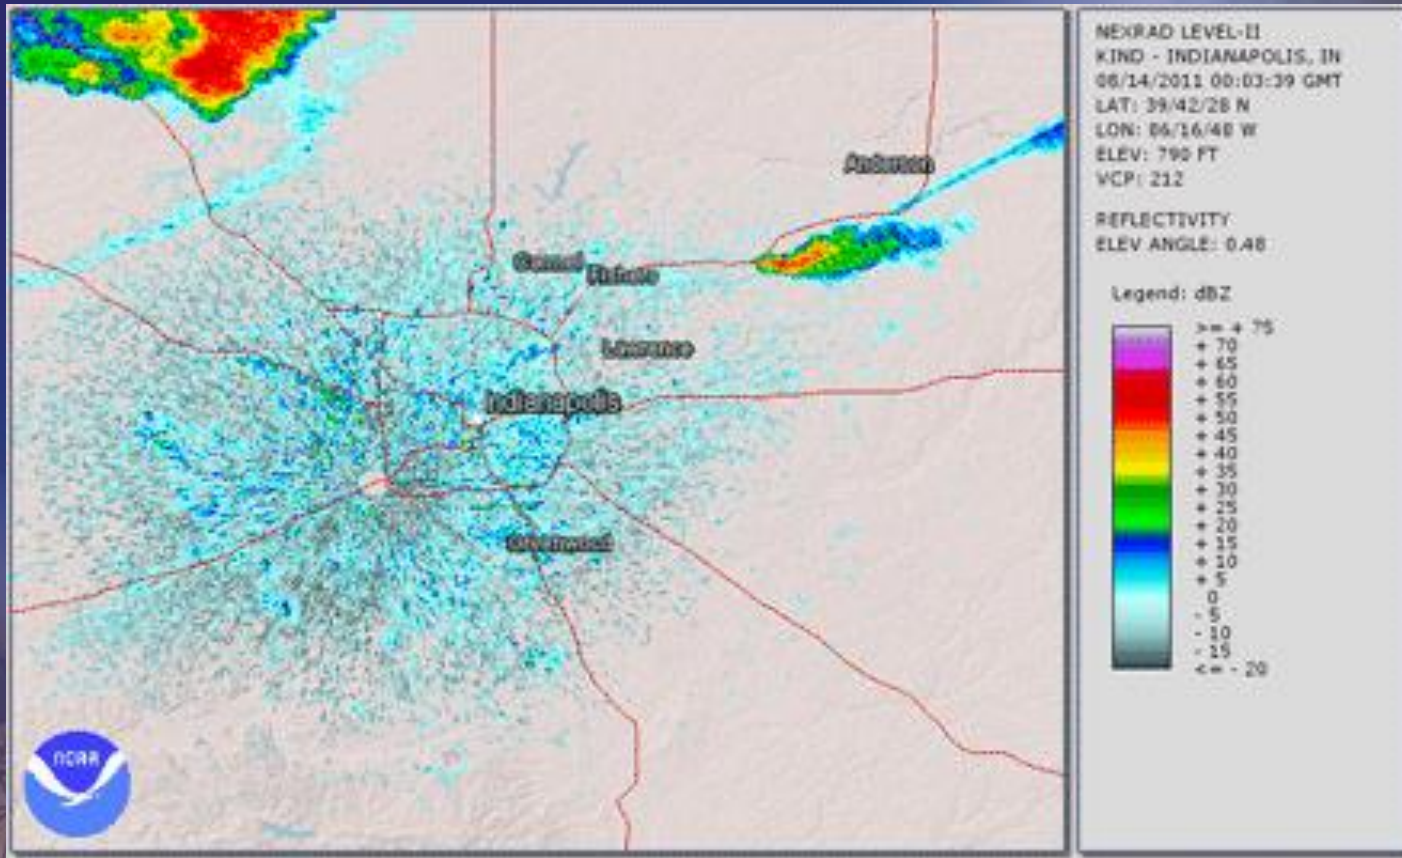 NEXRAD LEVEL-II
KIND - INDIANAPOLIS, IN
08/14/2011 00:03:39 GMT
LAT: 39/42/28 N
LON: 86/16/48 W
ELEV: 790 FT
VCP: 212
REFLECTIVITY
ELEV ANGLE: 0.48
Legend: dBZ
>= + 75
+ 70
+ 65
+ 60
+ 55
+ 50
+ 45
+ 40
+ 35
+ 30
+ 25
+ 20
+ 15
+ 10
+ 5
0
- 5
- 10
- 15
<= - 20
Anderson
Carmel
Fishers
Lawrence
Indianapolis
Greenwood
noaa